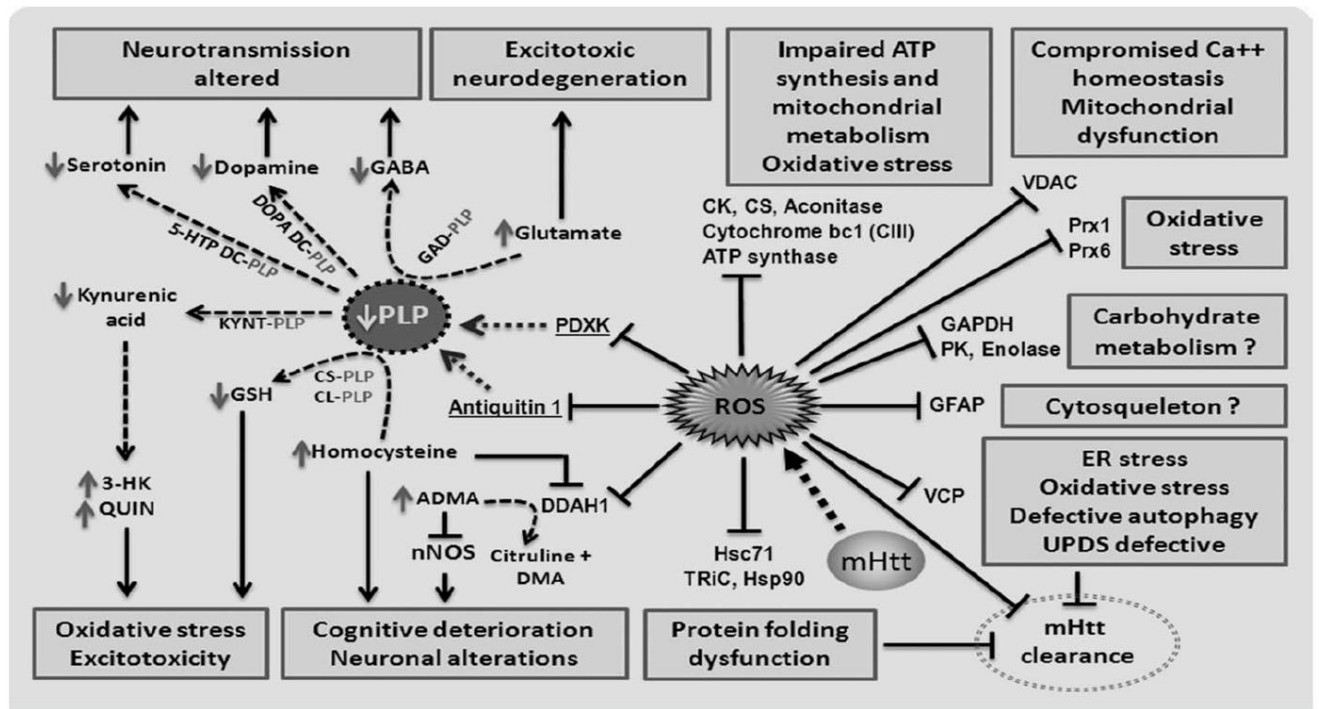 Neurotransmission
altered
Excitotoxic
neurodegeneration
Impaired ATP
synthesis and
mitochondrial
metabolism
Oxidative stress
Compromised Ca++
homeostasis
Mitochondrial
dysfunction
Serotonin
Dopamine
GABA
Glutamate
5-HTP DC-PLP
DOPA DC-PLP
GAD-PLP
CK, CS, Aconitase
Cytochrome bc1 (CIII)
ATP synthase
VDAC
Prx1
Prx6
Oxidative
stress
Kynurenic
acid
KYNT-PLP
PLP
PDXK
GAPDH
PK, Enolase
Carbohydrate
metabolism ?
GSH
CS-PLP
CL-PLP
Antiquitin 1
ROS
GFAP
Cytosqueleton ?
Homocysteine
3-HK
QUIN
ADMA
DDAH1
nNOS
Citruline +
DMA
Hsc71
TRiC, Hsp90
mHtt
VCP
ER stress
Oxidative stress
Defective autophagy
UPDS defective
Oxidative stress
Excitotoxicity
Cognitive deterioration
Neuronal alterations
Protein folding
dysfunction
mHtt
clearance